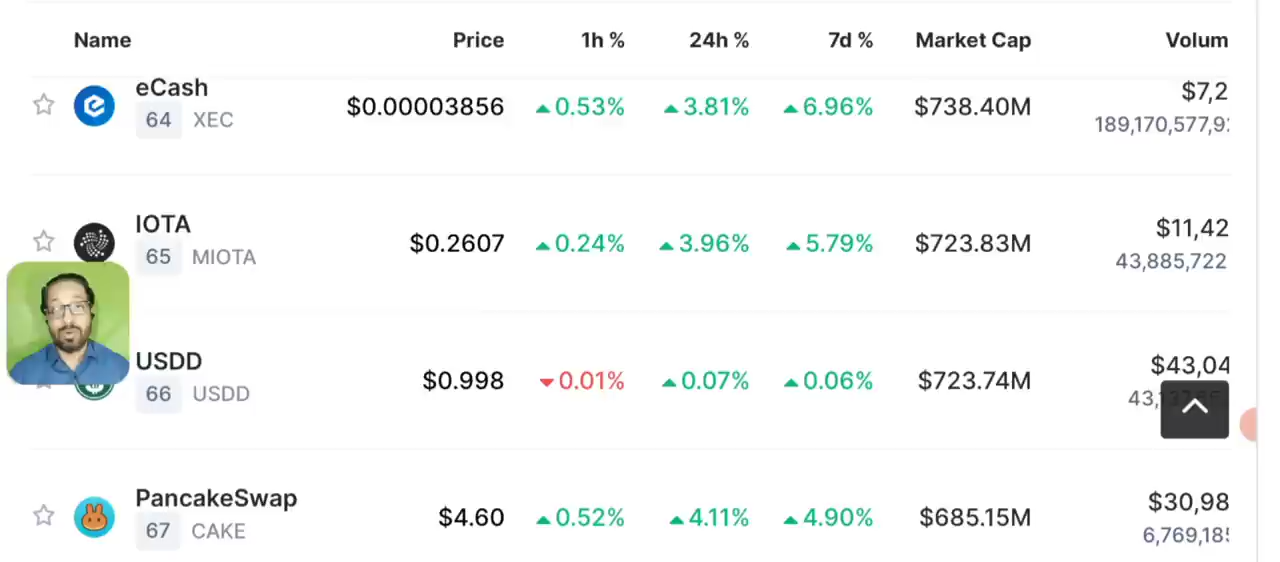 Name Price 1h % 24h % 7d % Market Cap Volum
eCash
64 XEC $0.00003856 0.53% 3.81% 6.96% $738.40M $7,2
189,170,577,9
IOTA
65 MIOTA $0.2607 0.24% 3.96% 5.79% $723.83M $11,42
43,885,722
USDD
66 USDD $0.998 0.01% 0.07% 0.06% $723.74M $43,04
43,
PancakeSwap
67 CAKE $4.60 0.52% 4.11% 4.90% $685.15M $30,98
6,769,18